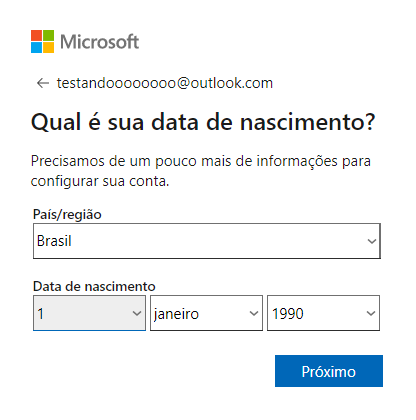 Microsoft
testandoooooooo@outlook.com
Qual é sua data de nascimento?
Precisamos de um pouco mais de informações para
configurar sua conta.
País/região
Brasil
Data de nascimento
1 janeiro 1990
Próximo